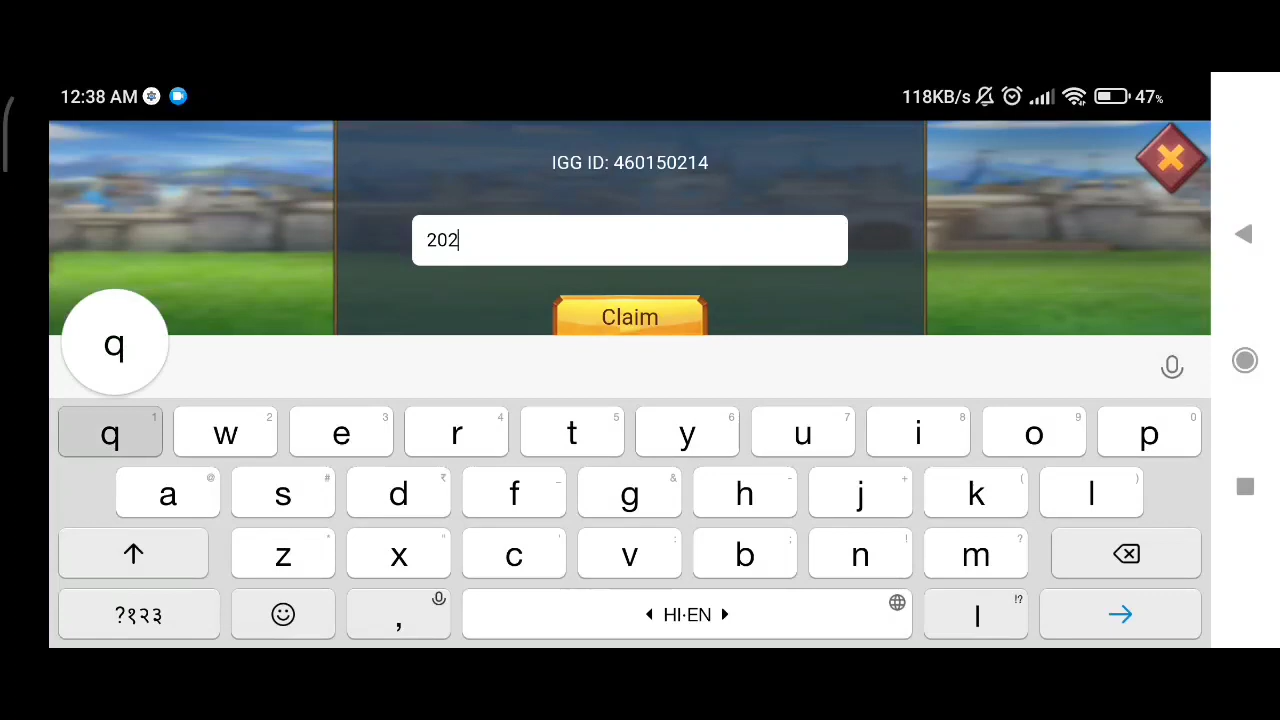 12:38 AM 118KB/s 47%
IGG ID: 460150214
202
Claim
q
q 1 w 2 e 3 r 4 t 5 y 6 u 7 i 8 o 9 p 0
a @ s # d ₹ f _ g & h - j + k ( l )
z * x " c ' v : b ; n ! m ?
?१२३ , HI·EN । !?